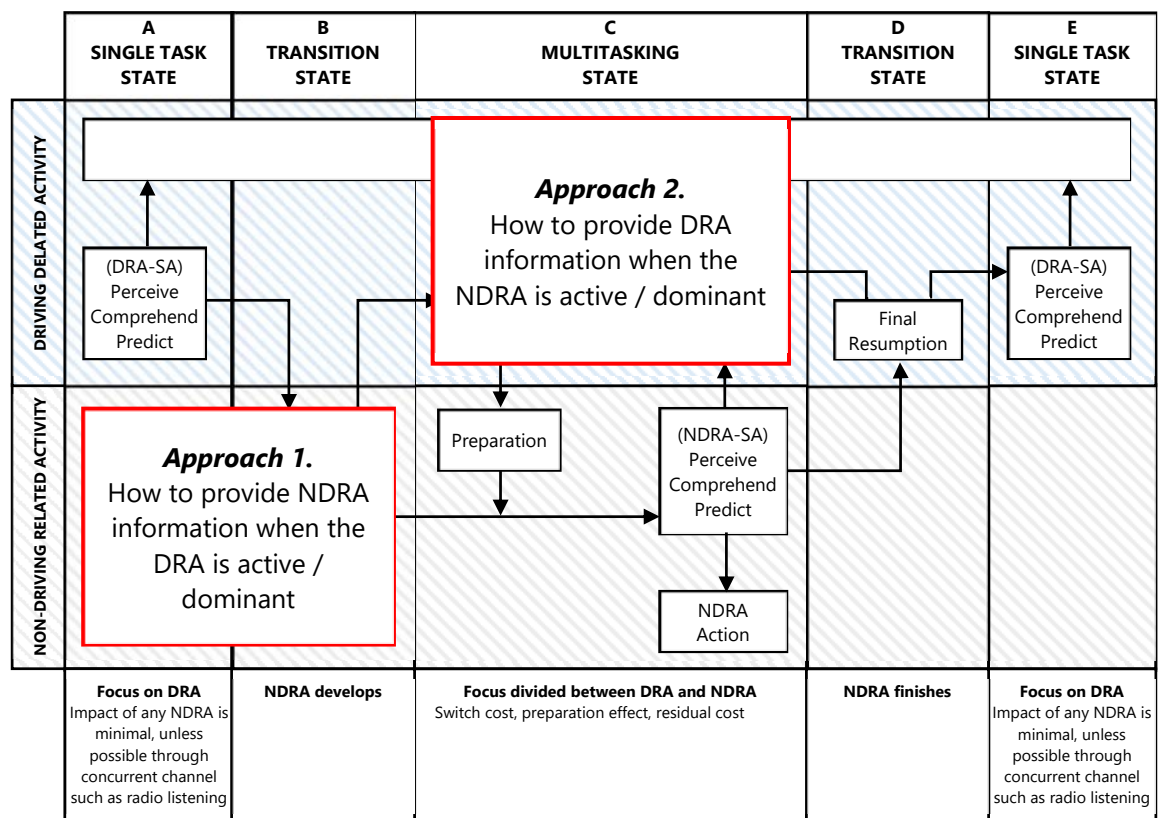 A
SINGLE TASK
STATE
B
TRANSITION
STATE
C
MULTITASKING
STATE
D
TRANSITION
STATE
E
SINGLE TASK
STATE
DRIVING DELATED ACTIVITY
(DRA-SA)
Perceive
Comprehend
Predict
Approach 2.
How to provide DRA
information when the
NDRA is active / dominant
Final
Resumption
(DRA-SA)
Perceive
Comprehend
Predict
NON-DRIVING RELATED ACTIVITY
Approach 1.
How to provide NDRA
information when the
DRA is active /
dominant
Preparation
(NDRA-SA)
Perceive
Comprehend
Predict
NDRA
Action
Focus on DRA
Impact of any NDRA is
minimal, unless
possible through
concurrent channel
such as radio listening
NDRA develops
Focus divided between DRA and NDRA
Switch cost, preparation effect, residual cost
NDRA finishes
Focus on DRA
Impact of any NDRA is
minimal, unless
possible through
concurrent channel
such as radio listening